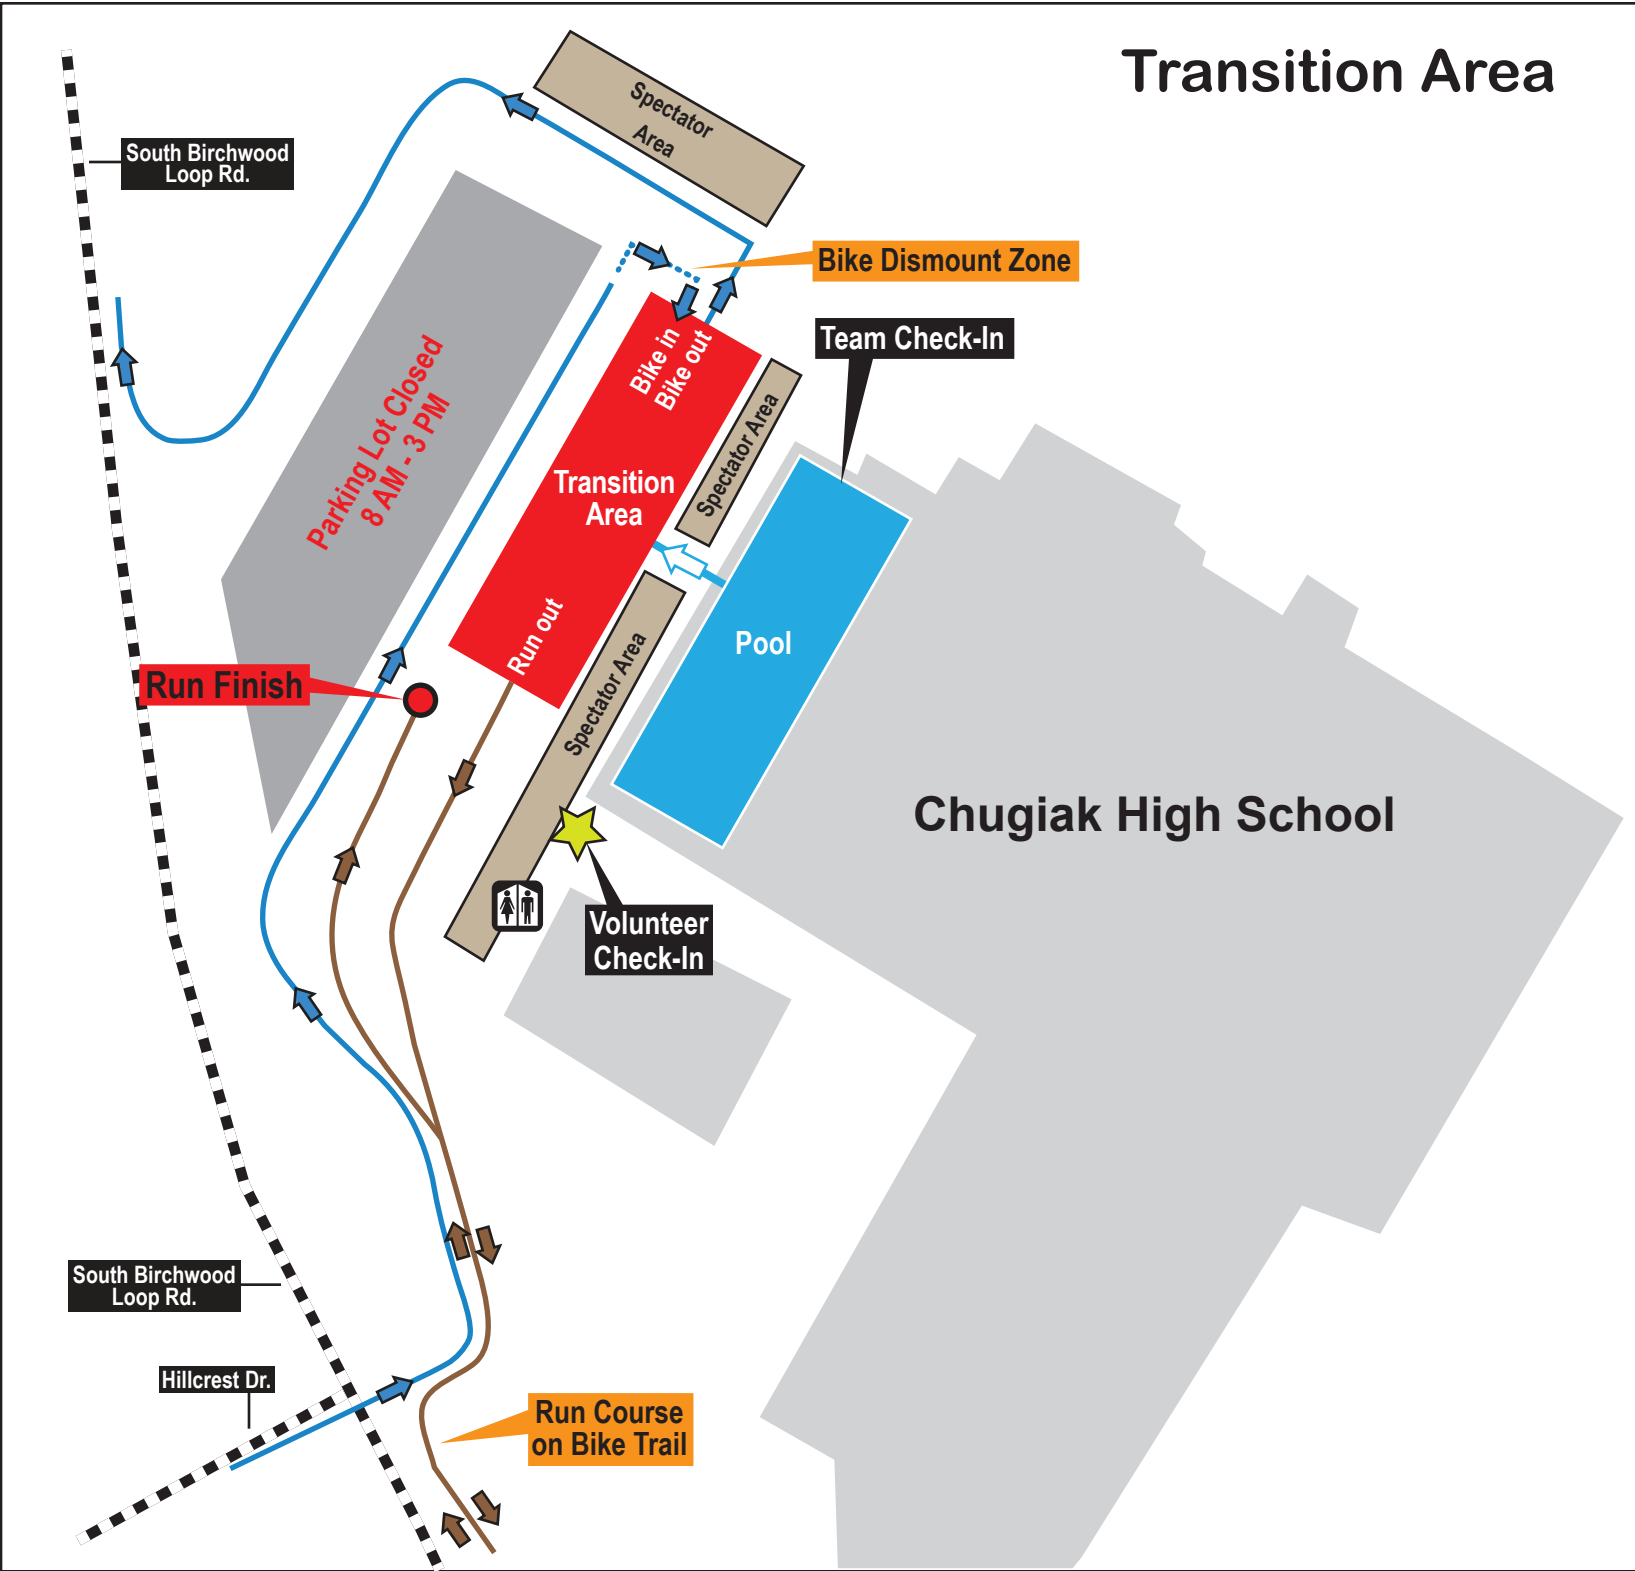 Transition Area
Spectator
Area
South Birchwood
Loop Rd.
Bike Dismount Zone
Team Check-In
Bike in
Bike out
Parking Lot Closed
8 AM - 3 PM
Spectator Area
Transition
Area
Run out
Pool
Spectator Area
Run Finish
Chugiak High School
Volunteer
Check-In
South Birchwood
Loop Rd.
Hillcrest Dr.
Run Course
on Bike Trail